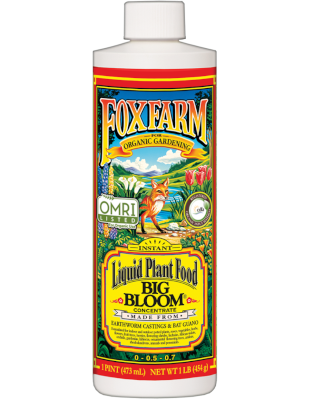 FOXFARM
FOR
ORGANIC GARDENING
OMRI
LISTED
INSTANT
Liquid Plant Food
BIG
BLOOM®
CONCENTRATE
MADE FROM
EARTHWORM CASTINGS & BAT GUANO
0 - 0.5 - 0.7
1 PINT (473 mL) NET WT 1 LB (454 g)